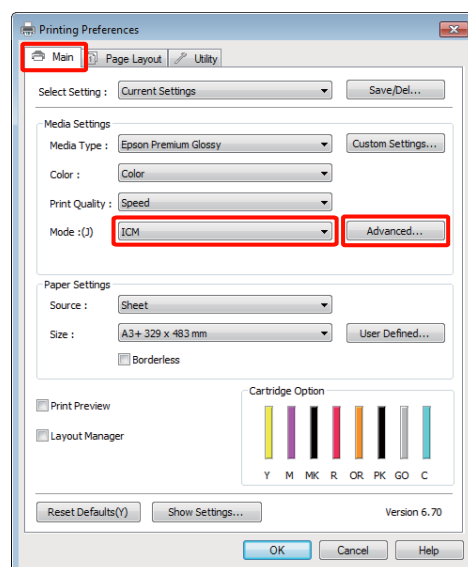 Printing Preferences
Main Page Layout Utility
Select Setting : Current Settings Save/Del...
Media Settings
Media Type : Epson Premium Glossy Custom Settings...
Color : Color
Print Quality : Speed
Mode :(J) ICM Advanced...
Paper Settings
Source : Sheet
Size : A3+ 329 x 483 mm User Defined...
Borderless
Cartridge Option
Print Preview
Layout Manager
Y M MK R OR PK GO C
Reset Defaults(Y) Show Settings... Version 6.70
OK Cancel Help